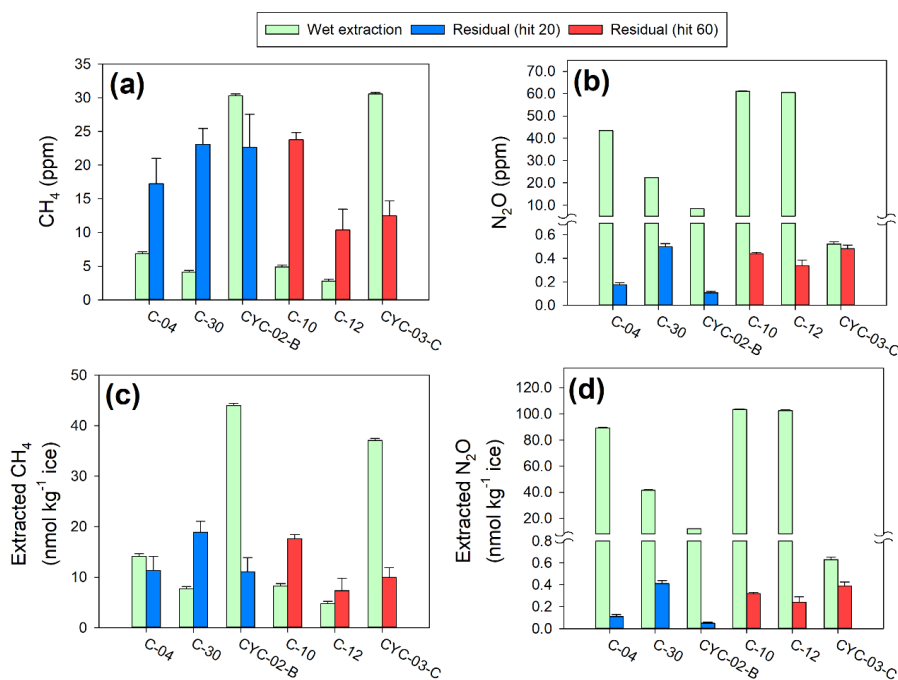 Wet extraction Residual (hit 20) Residual (hit 60)
(a)
CH₄ (ppm)
35
30
25
20
15
10
5
0
C-04 C-30 CYC-02-B C-10 C-12 CYC-03-C
(b)
N₂O (ppm)
70.0
60.0
50.0
40.0
30.0
20.0
10.0
0.6
0.4
0.2
0.0
C-04 C-30 CYC-02-B C-10 C-12 CYC-03-C
(c)
Extracted CH₄
(nmol kg⁻¹ ice)
50
40
30
20
10
0
C-04 C-30 CYC-02-B C-10 C-12 CYC-03-C
(d)
Extracted N₂O
(nmol kg⁻¹ ice)
120.0
100.0
80.0
60.0
40.0
20.0
0.8
0.6
0.4
0.2
0.0
C-04 C-30 CYC-02-B C-10 C-12 CYC-03-C